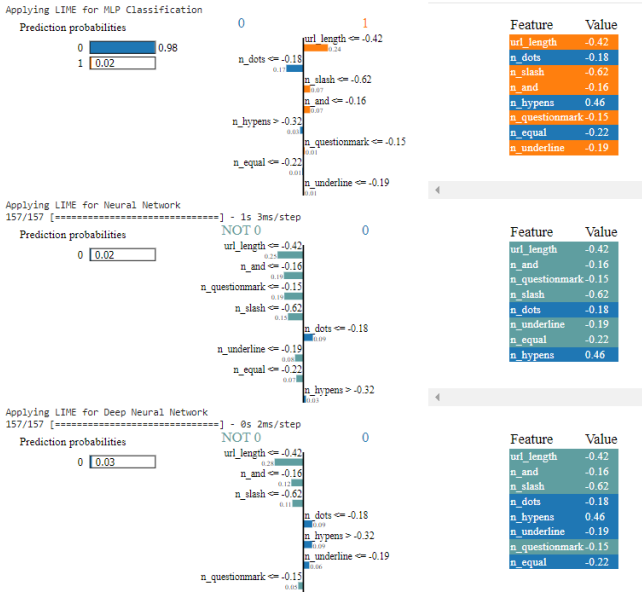 Applying LIME for MLP Classification
Prediction probabilities
0 0.98
1 0.02
0 1
url_length <= -0.42
0.24
n_dots <= -0.18
0.17
n_slash <= -0.62
0.07
n_and <= -0.16
0.07
n_hypens > -0.32
0.03
n_questionmark <= -0.15
0.01
n_equal <= -0.22
0.01
n_underline <= -0.19
0.01
Feature Value
url_length -0.42
n_dots -0.18
n_slash -0.62
n_and -0.16
n_hypens 0.46
n_questionmark -0.15
n_equal -0.22
n_underline -0.19
Applying LIME for Neural Network
157/157 [==============================] - 1s 3ms/step
Prediction probabilities
0 0.02
NOT 0 0
url_length <= -0.42
0.25
n_and <= -0.16
0.19
n_questionmark <= -0.15
0.19
n_slash <= -0.62
0.15
n_dots <= -0.18
0.09
n_underline <= -0.19
0.08
n_equal <= -0.22
0.07
n_hypens > -0.32
0.03
Feature Value
url_length -0.42
n_and -0.16
n_questionmark -0.15
n_slash -0.62
n_dots -0.18
n_underline -0.19
n_equal -0.22
n_hypens 0.46
Applying LIME for Deep Neural Network
157/157 [==============================] - 0s 2ms/step
Prediction probabilities
0 0.03
NOT 0 0
url_length <= -0.42
0.28
n_and <= -0.16
0.12
n_slash <= -0.62
0.11
n_dots <= -0.18
0.09
n_hypens > -0.32
0.09
n_underline <= -0.19
0.06
n_questionmark <= -0.15
0.05
Feature Value
url_length -0.42
n_and -0.16
n_slash -0.62
n_dots -0.18
n_hypens 0.46
n_underline -0.19
n_questionmark -0.15
n_equal -0.22